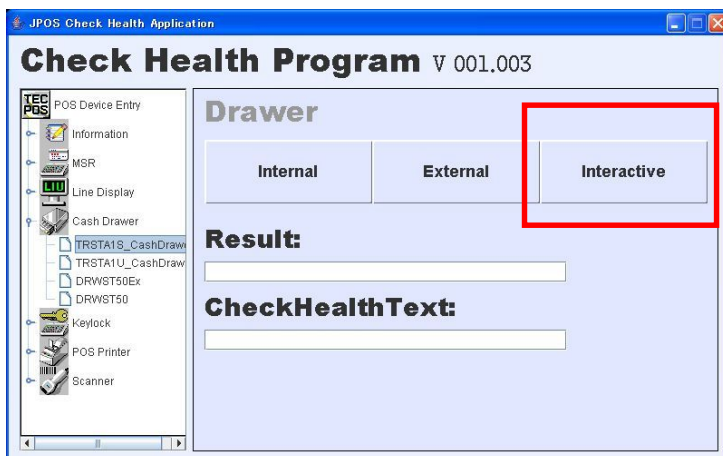 JPOS Check Health Application
Check Health Program V 001.003
TEC
POS
POS Device Entry
Information
MSR
LIU
Line Display
Cash Drawer
TRSTA1S_CashDraw
TRSTA1U_CashDraw
DRWST50Ex
DRWST50
Keylock
POS Printer
Scanner
Drawer
Internal
External
Interactive
Result:
CheckHealthText: